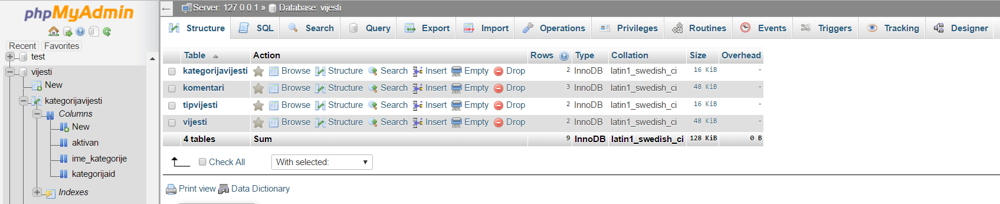 phpMyAdmin
Recent Favorites
test
vijesti
New
kategorijavijesti
Columns
New
aktivan
ime_kategorije
kategorijaid
Indexes
Server: 127.0.0.1 » Database: vijesti
Structure SQL Search Query Export Import Operations Privileges Routines Events Triggers Tracking Designer
Table Action Rows Type Collation Size Overhead
kategorijavijesti Browse Structure Search Insert Empty Drop 2 InnoDB latin1_swedish_ci 16 KiB -
komentari Browse Structure Search Insert Empty Drop 3 InnoDB latin1_swedish_ci 48 KiB -
tipvijesti Browse Structure Search Insert Empty Drop 2 InnoDB latin1_swedish_ci 16 KiB -
vijesti Browse Structure Search Insert Empty Drop 2 InnoDB latin1_swedish_ci 48 KiB -
4 tables Sum 9 InnoDB latin1_swedish_ci 128 KiB 0 B
Check All With selected:
Print view Data Dictionary